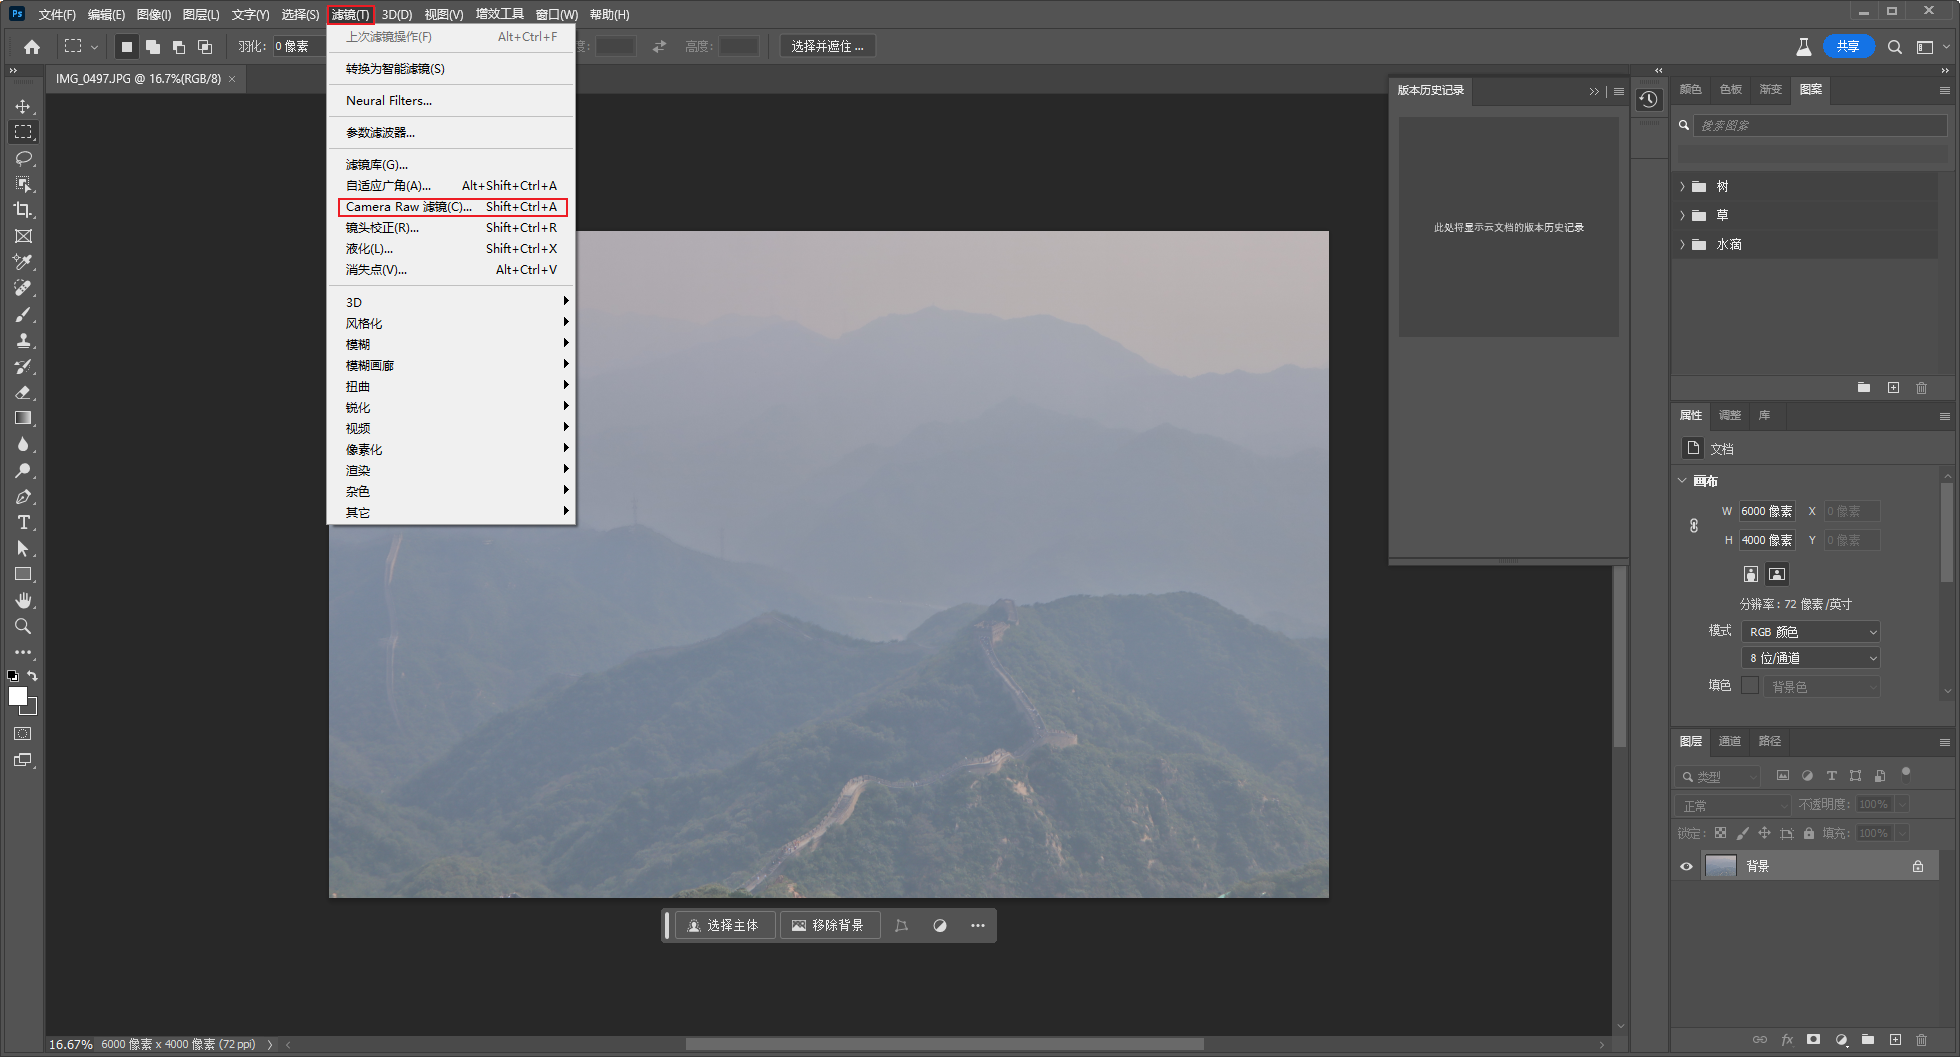 Ps 文件(F) 编辑(E) 图像(I) 图层(L) 文字(Y) 选择(S) 滤镜(T) 3D(D) 视图(V) 增效工具 窗口(W) 帮助(H)
羽化: 0 像素 度: 高度: 选择并遮住 ... 共享
IMG_0497.JPG @ 16.7%(RGB/8) ×
上次滤镜操作(F) Alt+Ctrl+F
转换为智能滤镜(S)
Neural Filters...
参数滤波器...
滤镜库(G)...
自适应广角(A)... Alt+Shift+Ctrl+A
Camera Raw 滤镜(C)... Shift+Ctrl+A
镜头校正(R)... Shift+Ctrl+R
液化(L)... Shift+Ctrl+X
消失点(V)... Alt+Ctrl+V
3D
风格化
模糊
模糊画廊
扭曲
锐化
视频
像素化
渲染
杂色
其它
版本历史记录
此处将显示云文档的版本历史记录
颜色 色板 渐变 图案
搜索图案
树
草
水滴
属性 调整 库
文档
画布
W 6000 像素 X 0 像素
H 4000 像素 Y 0 像素
分辨率: 72 像素/英寸
模式 RGB 颜色
8 位/通道
填色 背景色
图层 通道 路径
类型
正常 不透明度: 100%
锁定: 填充: 100%
背景
选择主体 移除背景
16.67% 6000 像素 x 4000 像素 (72 ppi)
fx